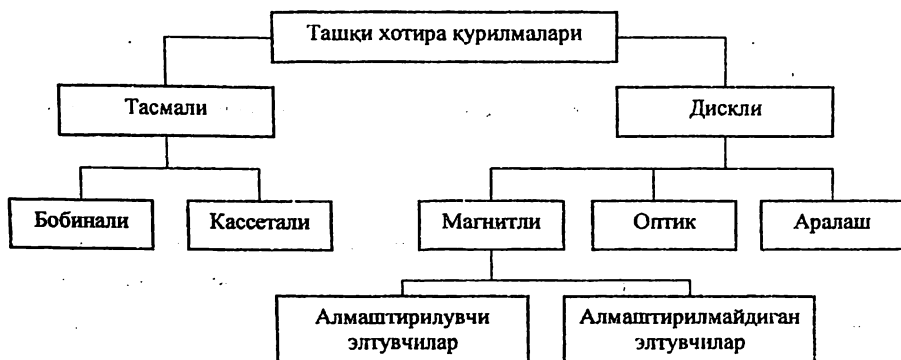 Ташқи хотира қурилмалари
Тасмали
Дискли
Бобинали
Кассетали
Магнитли
Оптик
Аралаш
Алмаштирилувчи
элтувчилар
Алмаштирилмайдиган
элтувчилар